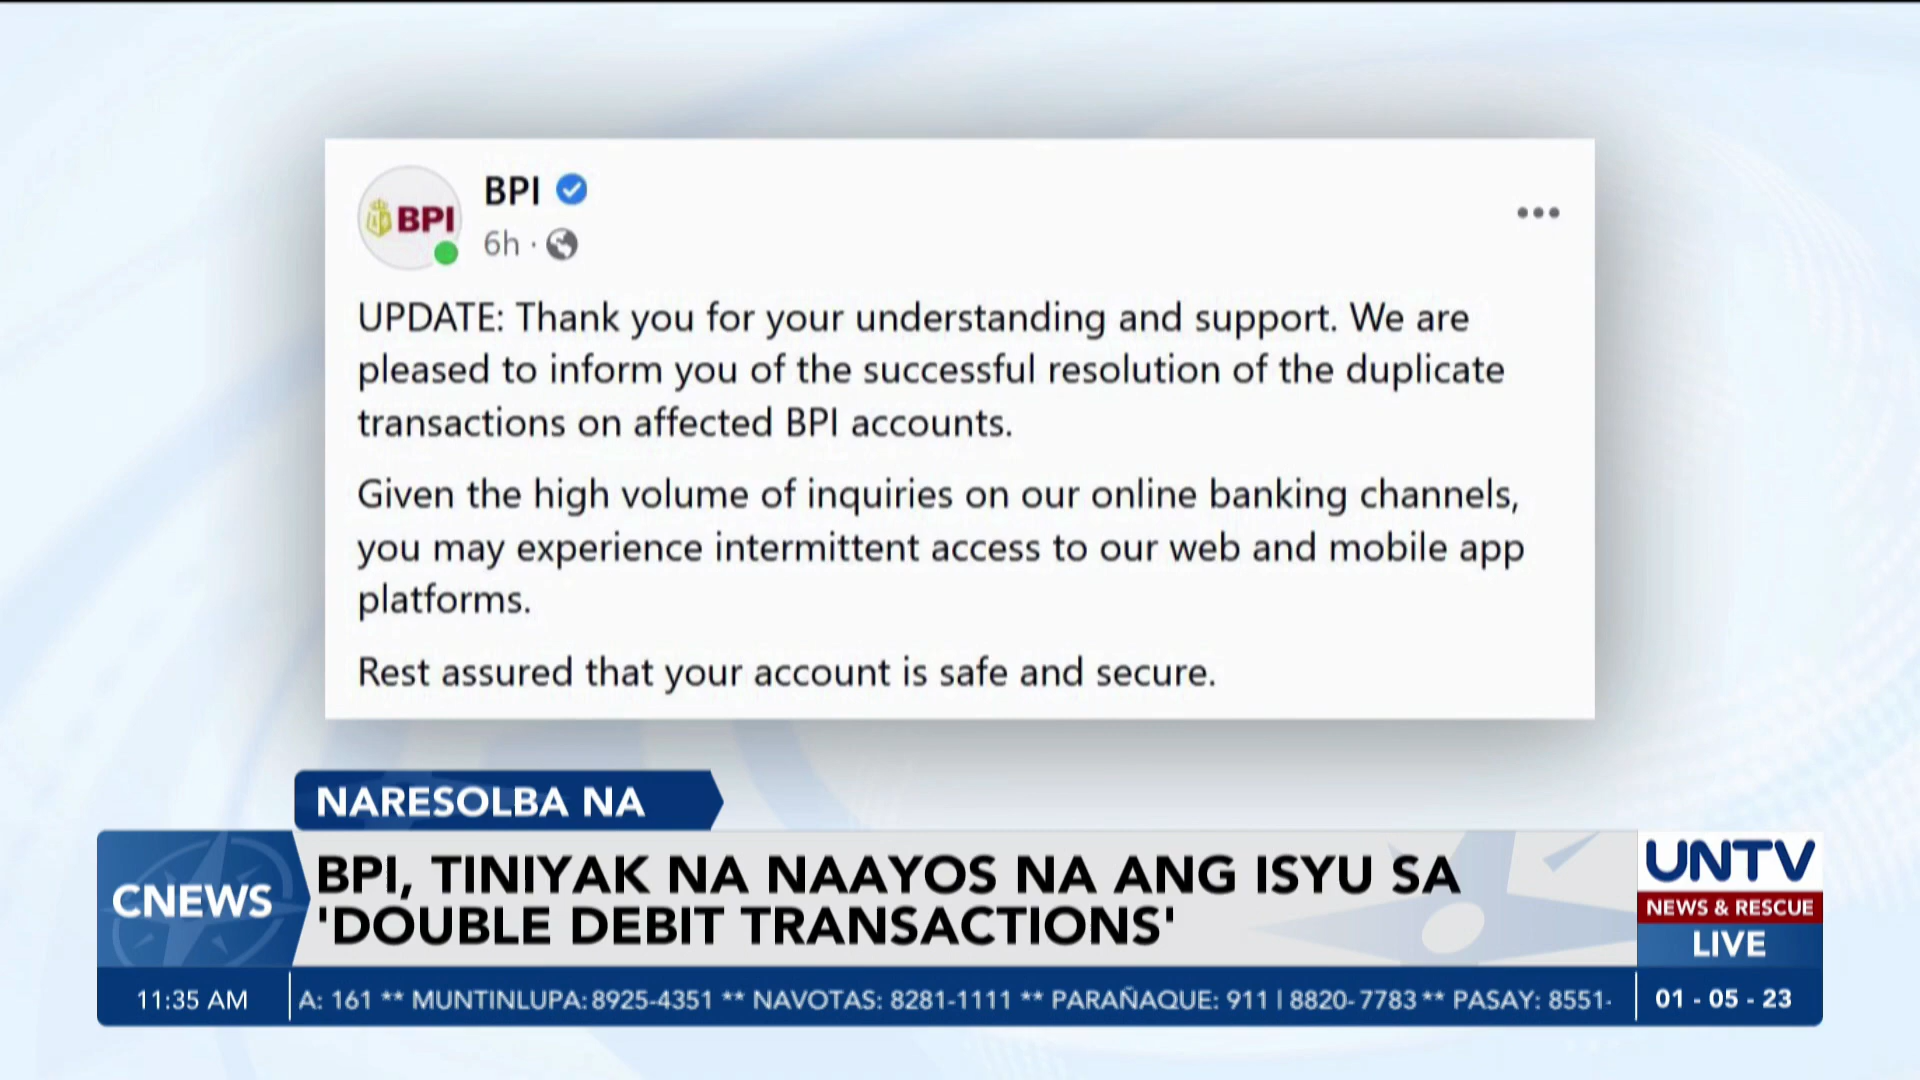 BPI
BPI
6h ·
UPDATE: Thank you for your understanding and support. We are
pleased to inform you of the successful resolution of the duplicate
transactions on affected BPI accounts.
Given the high volume of inquiries on our online banking channels,
you may experience intermittent access to our web and mobile app
platforms.
Rest assured that your account is safe and secure.
NARESOLBA NA
CNEWS
BPI, TINIYAK NA NAAYOS NA ANG ISYU SA
'DOUBLE DEBIT TRANSACTIONS'
UNTV
NEWS & RESCUE
LIVE
11:35 AM
A: 161 ** MUNTINLUPA: 8925-4351 ** NAVOTAS: 8281-1111 ** PARAÑAQUE: 911 | 8820-7783 ** PASAY: 8551-
01 - 05 - 23